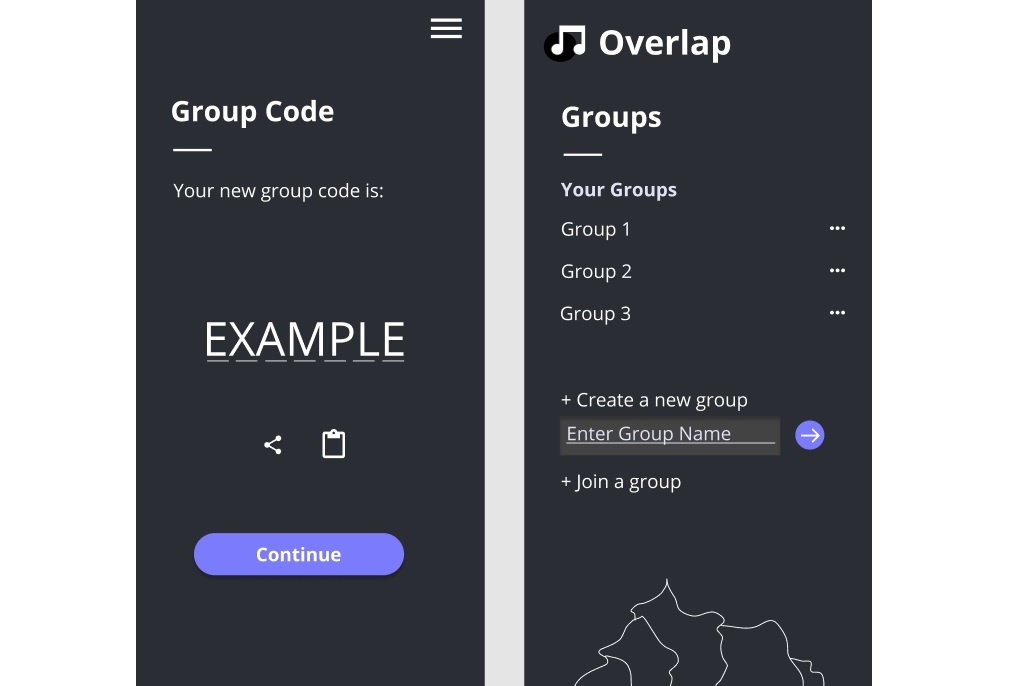 Group Code
Your new group code is:
EXAMPLE
Continue
Overlap
Groups
Your Groups
Group 1
Group 2
Group 3
+ Create a new group
Enter Group Name
+ Join a group